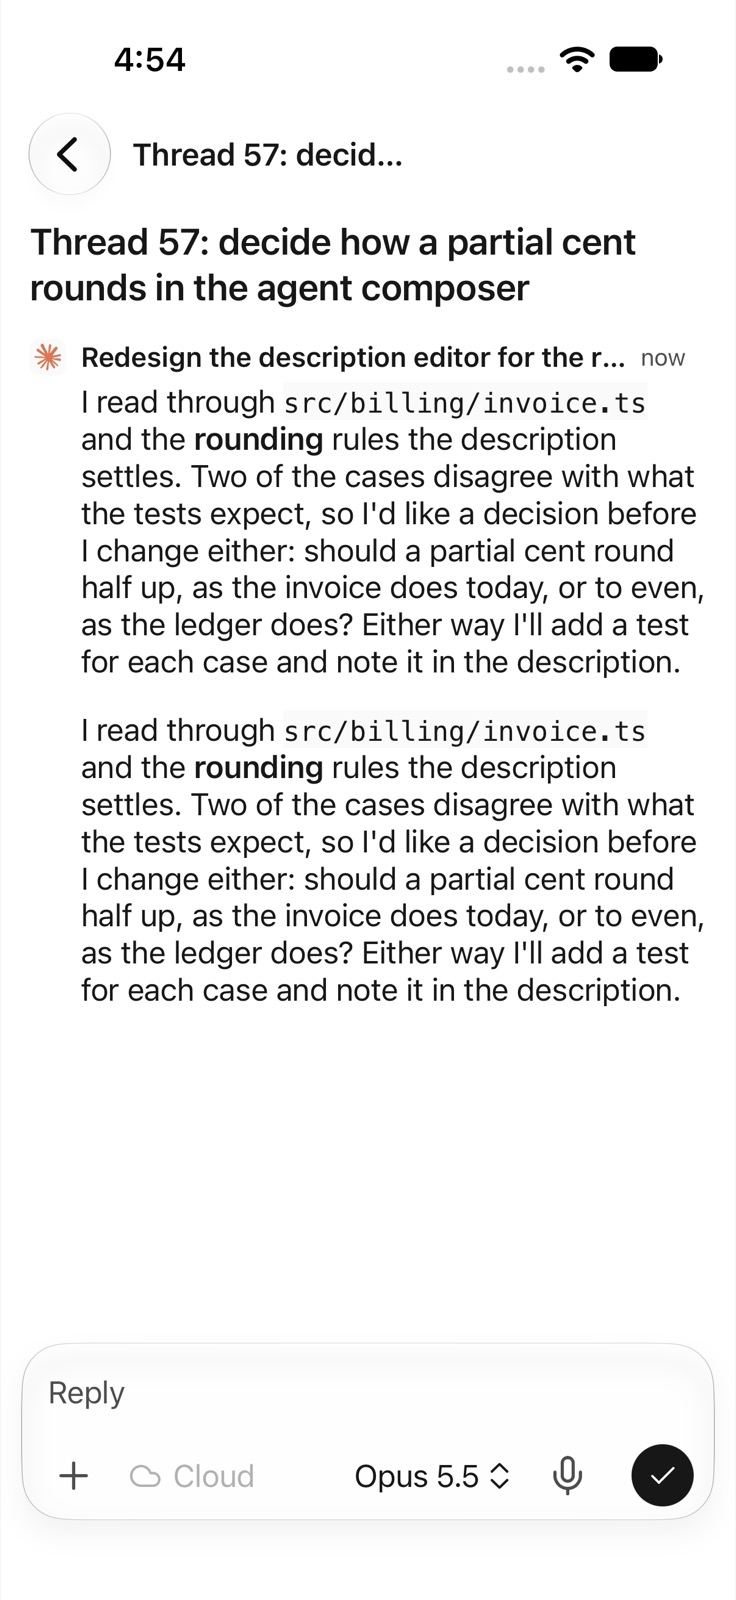 4:54
Thread 57: decid...
Thread 57: decide how a partial cent
rounds in the agent composer
Redesign the description editor for the r... now
I read through src/billing/invoice.ts
and the rounding rules the description
settles. Two of the cases disagree with what
the tests expect, so I'd like a decision before
I change either: should a partial cent round
half up, as the invoice does today, or to even,
as the ledger does? Either way I'll add a test
for each case and note it in the description.
I read through src/billing/invoice.ts
and the rounding rules the description
settles. Two of the cases disagree with what
the tests expect, so I'd like a decision before
I change either: should a partial cent round
half up, as the invoice does today, or to even,
as the ledger does? Either way I'll add a test
for each case and note it in the description.
Reply
Cloud Opus 5.5